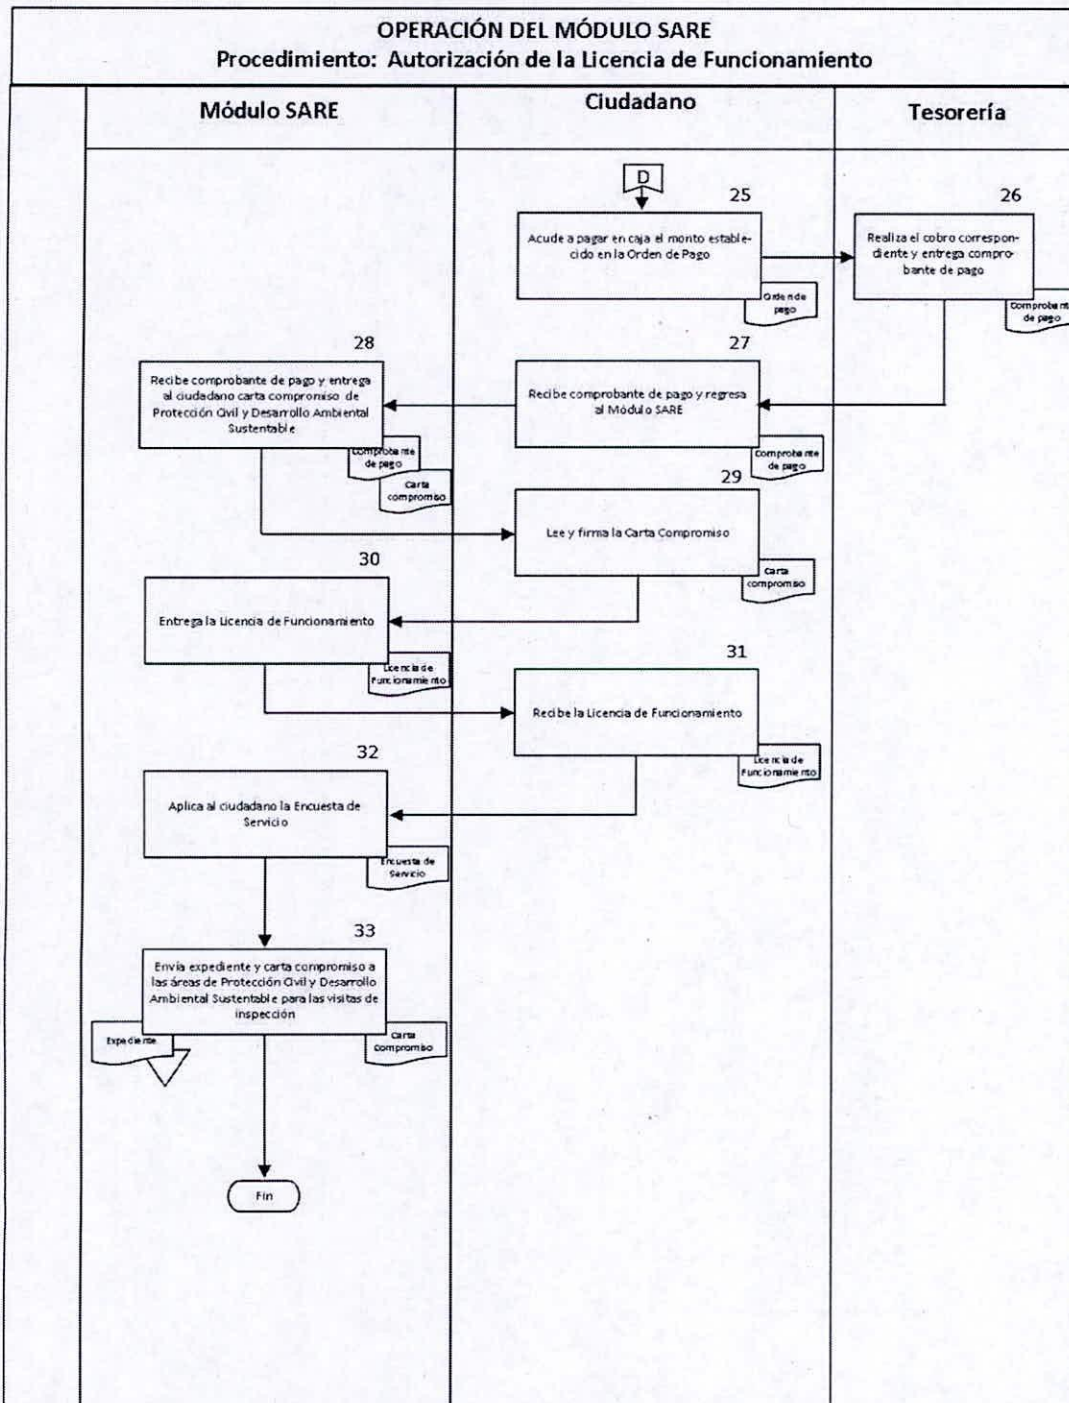 OPERACIÓN DEL MÓDULO SARE
Procedimiento: Autorización de la Licencia de Funcionamiento
Módulo SARE
Ciudadano
Tesorería
D
25
Acude a pagar en caja el monto estable-
cido en la Orden de Pago
Orden de
pago
26
Realiza el cobro correspon-
diente y entrega compro-
bante de pago
Comprobante
de pago
27
Recibe comprobante de pago y regresa
al Módulo SARE
Comprobante
de pago
28
Recibe comprobante de pago y entrega
al ciudadano carta compromiso de
Protección Civil y Desarrollo Ambiental
Sustentable
Comprobante
de pago
Carta
compromiso
29
Lee y firma la Carta Compromiso
Carta
compromiso
30
Entrega la Licencia de Funcionamiento
Licencia de
Funcionamiento
31
Recibe la Licencia de Funcionamiento
Licencia de
Funcionamiento
32
Aplica al ciudadano la Encuesta de
Servicio
Encuesta de
Servicio
33
Envía expediente y carta compromiso a
las áreas de Protección Civil y Desarrollo
Ambiental Sustentable para las visitas de
inspección
Expediente
Carta
Compromiso
Fin